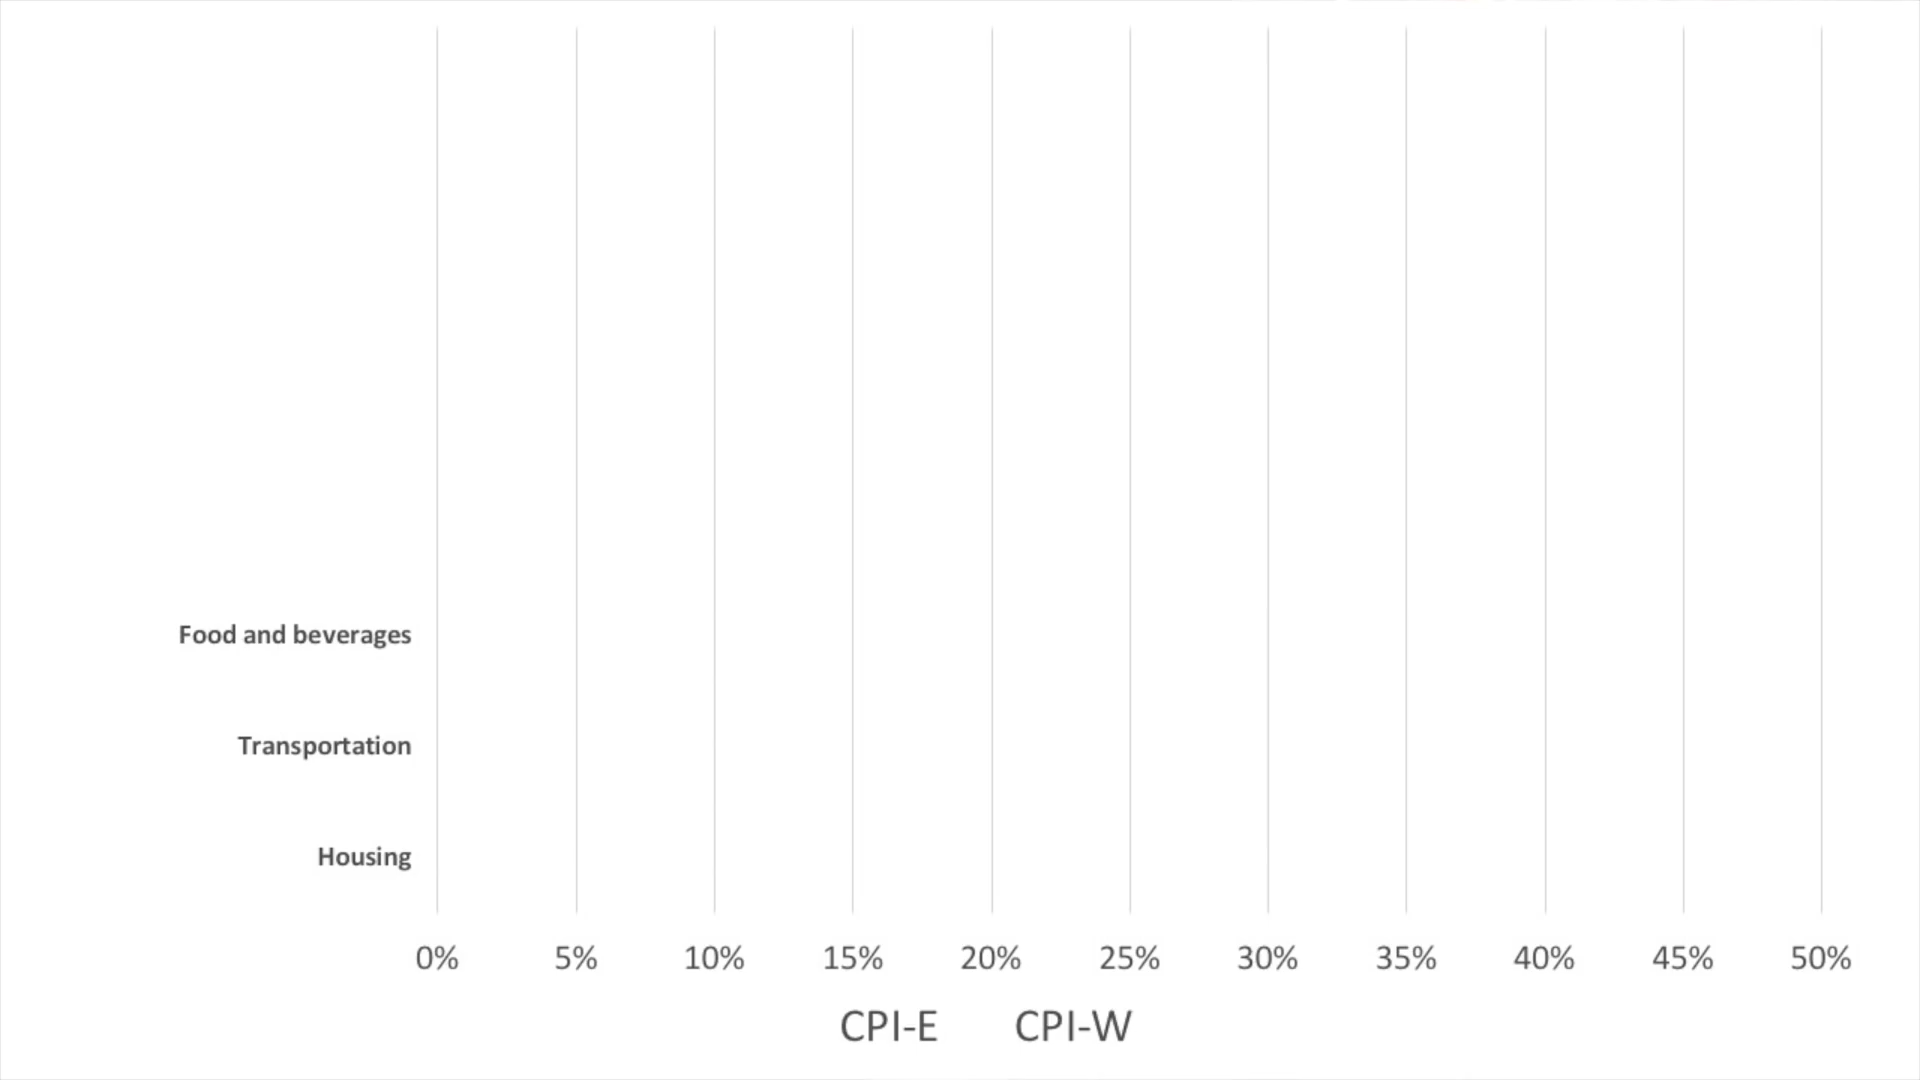 Food and beverages
Transportation
Housing
0% 5% 10% 15% 20% 25% 30% 35% 40% 45% 50%
CPI-E CPI-W